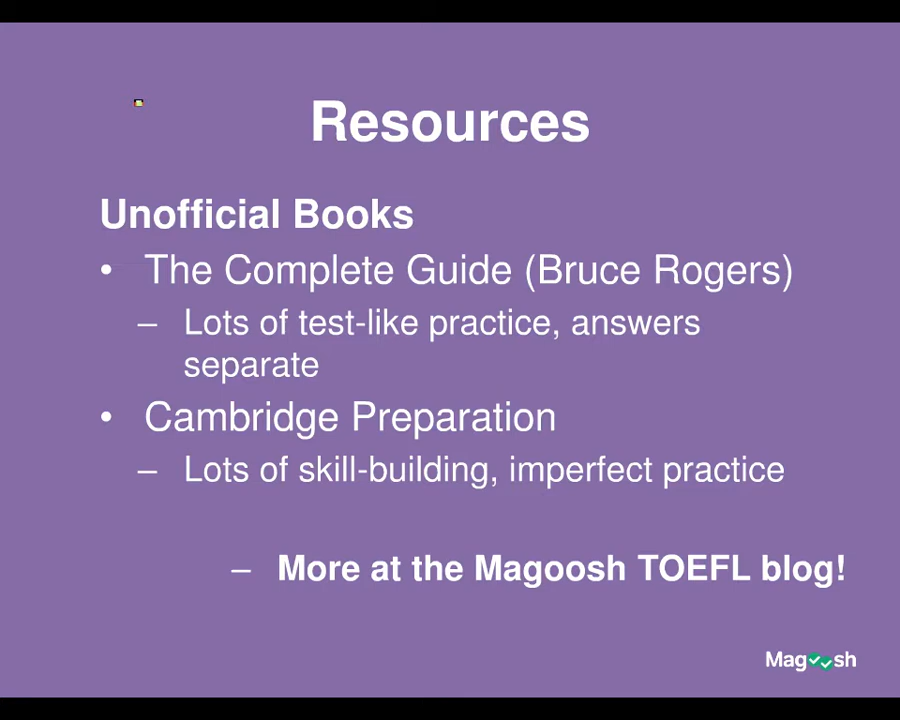 Resources
Unofficial Books
• The Complete Guide (Bruce Rogers)
– Lots of test-like practice, answers
separate
• Cambridge Preparation
– Lots of skill-building, imperfect practice
– More at the Magoosh TOEFL blog!
Magoosh